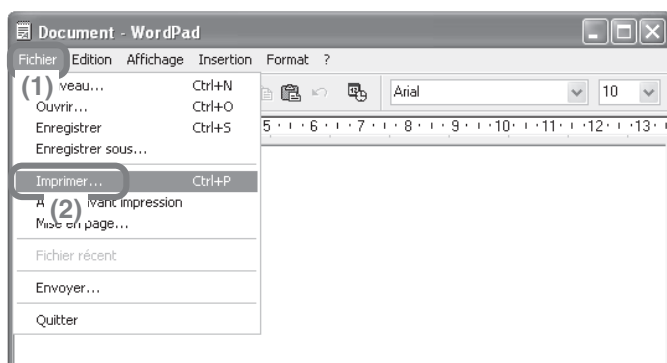 Document - WordPad
Fichier Edition Affichage Insertion Format ?
(1)
veau... Ctrl+N
Arial 10
Ouvrir... Ctrl+O
Enregistrer Ctrl+S
5 6 7 8 9 10 11 12 13
Enregistrer sous...
Imprimer... Ctrl+P
(2)
A vant impression
Mise en page...
Fichier récent
Envoyer...
Quitter